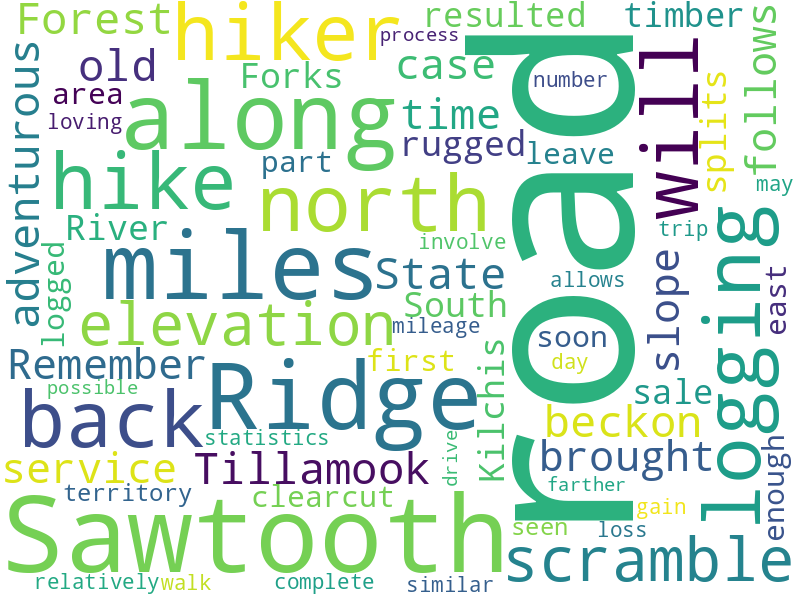 Forest
hiker
process
resulted
timber
old
Forks
case
number
road
will
splits
follows
area
loving
along
time
rugged
leave
adventurous
hike
part
north
may
River
involve
trip
logged
miles
State
allows
slope
logging
east
elevation
South
mileage
soon
Remember
first
day
possible
Ridge
Kilchis
sale
back
statistics
beckon
service
Tillamook
drive
brought
enough
territory
clearcut
farther
gain
Sawtooth
seen
loss
scramble
relatively
walk
complete
similar